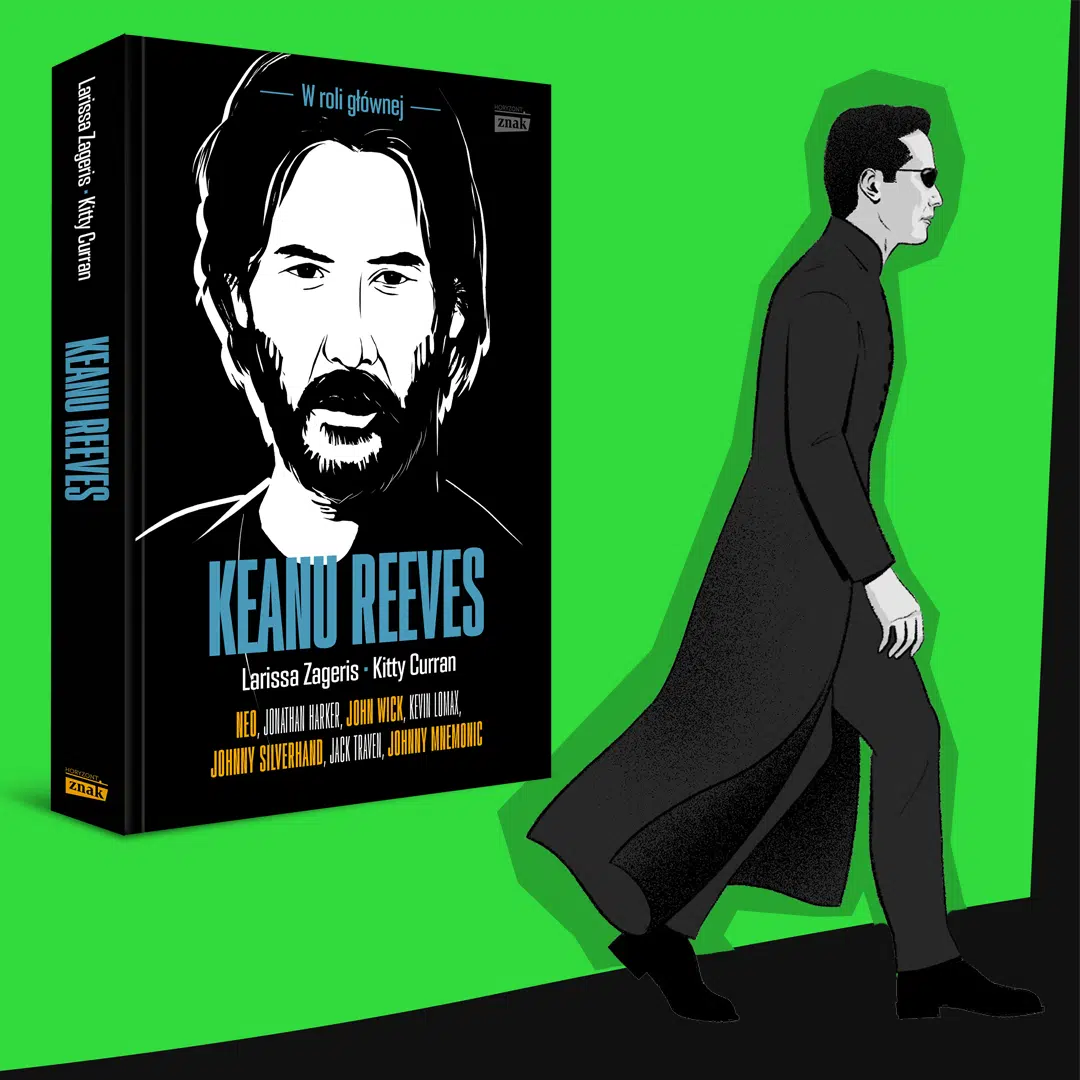 Larissa Zageris • Kitty Curran
KEANU REEVES
HORYZONT
znak
W roli głównej
HORYZONT
znak
KEANU REEVES
Larissa Zageris • Kitty Curran
NEO, JONATHAN HARKER, JOHN WICK, KEVIN LOMAX,
JOHNNY SILVERHAND, JACK TRAVEN, JOHNNY MNEMONIC